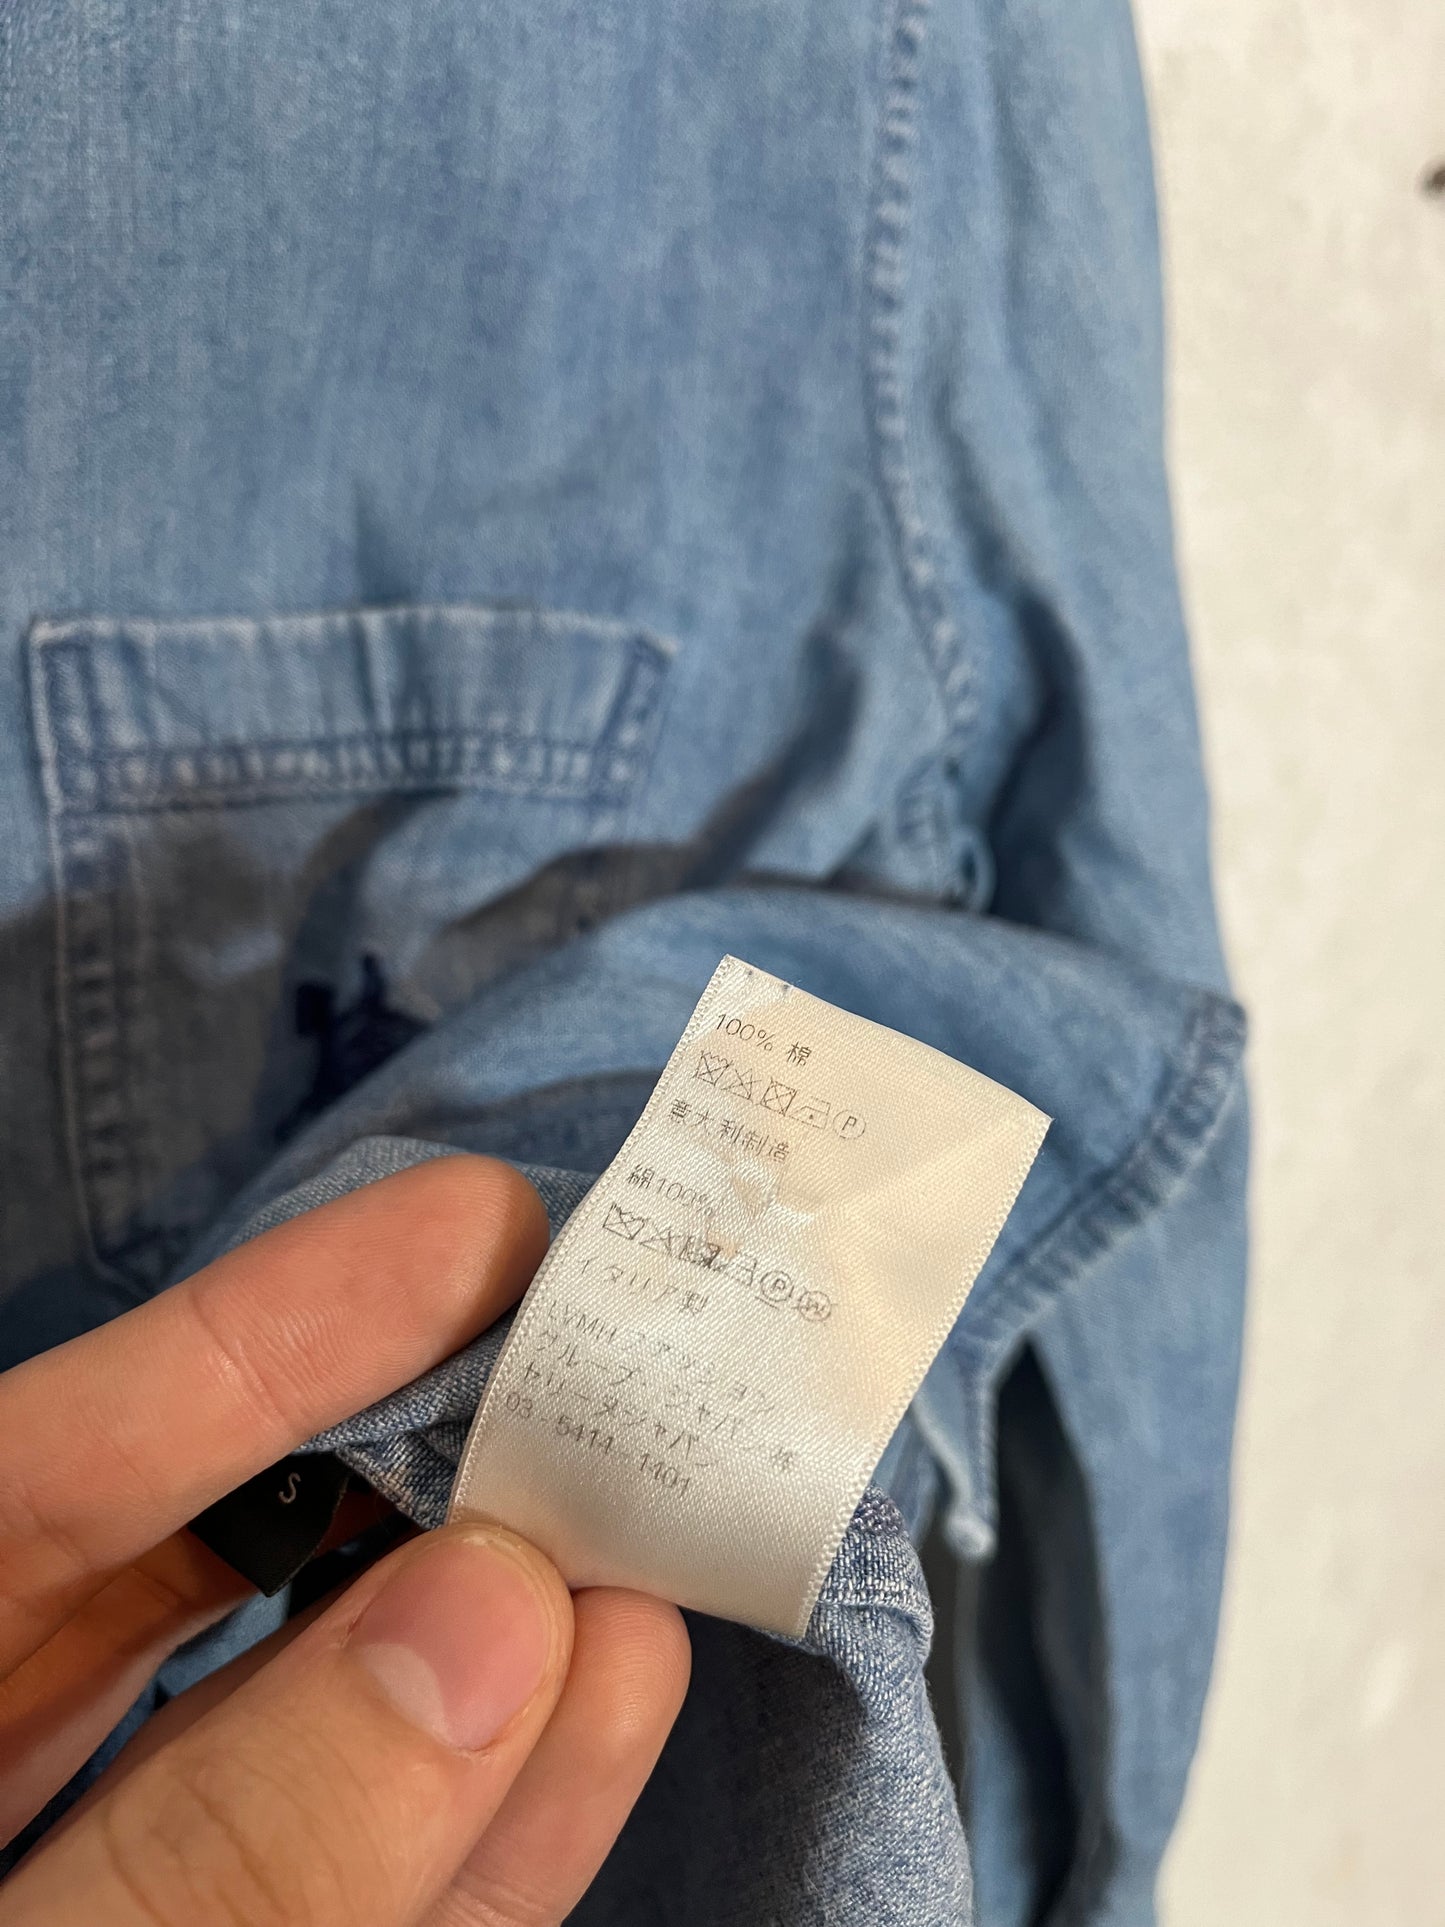 100% 棉
P
意大利制造
綿100%
P W
イタリア製
LVMH ファッション
グループ ジャパン 株
セリーヌジャパン
03-5414-1401
S